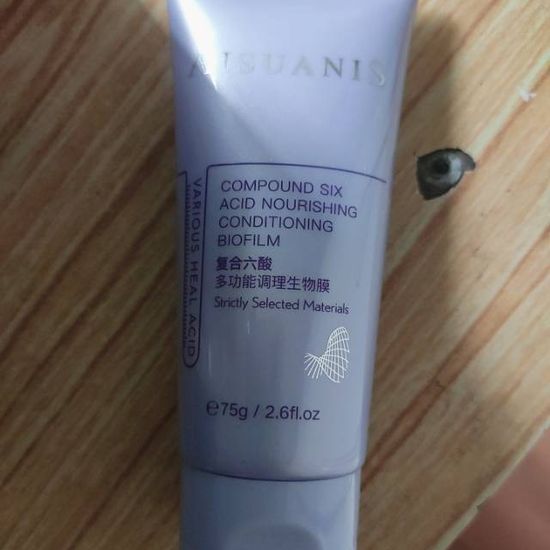 AISUANIS
COMPOUND SIX
ACID NOURISHING
CONDITIONING
BIOFILM
复合六酸
多功能调理生物膜
Strictly Selected Materials
VARIOUS HEAL ACID
℮75g / 2.6fl.oz